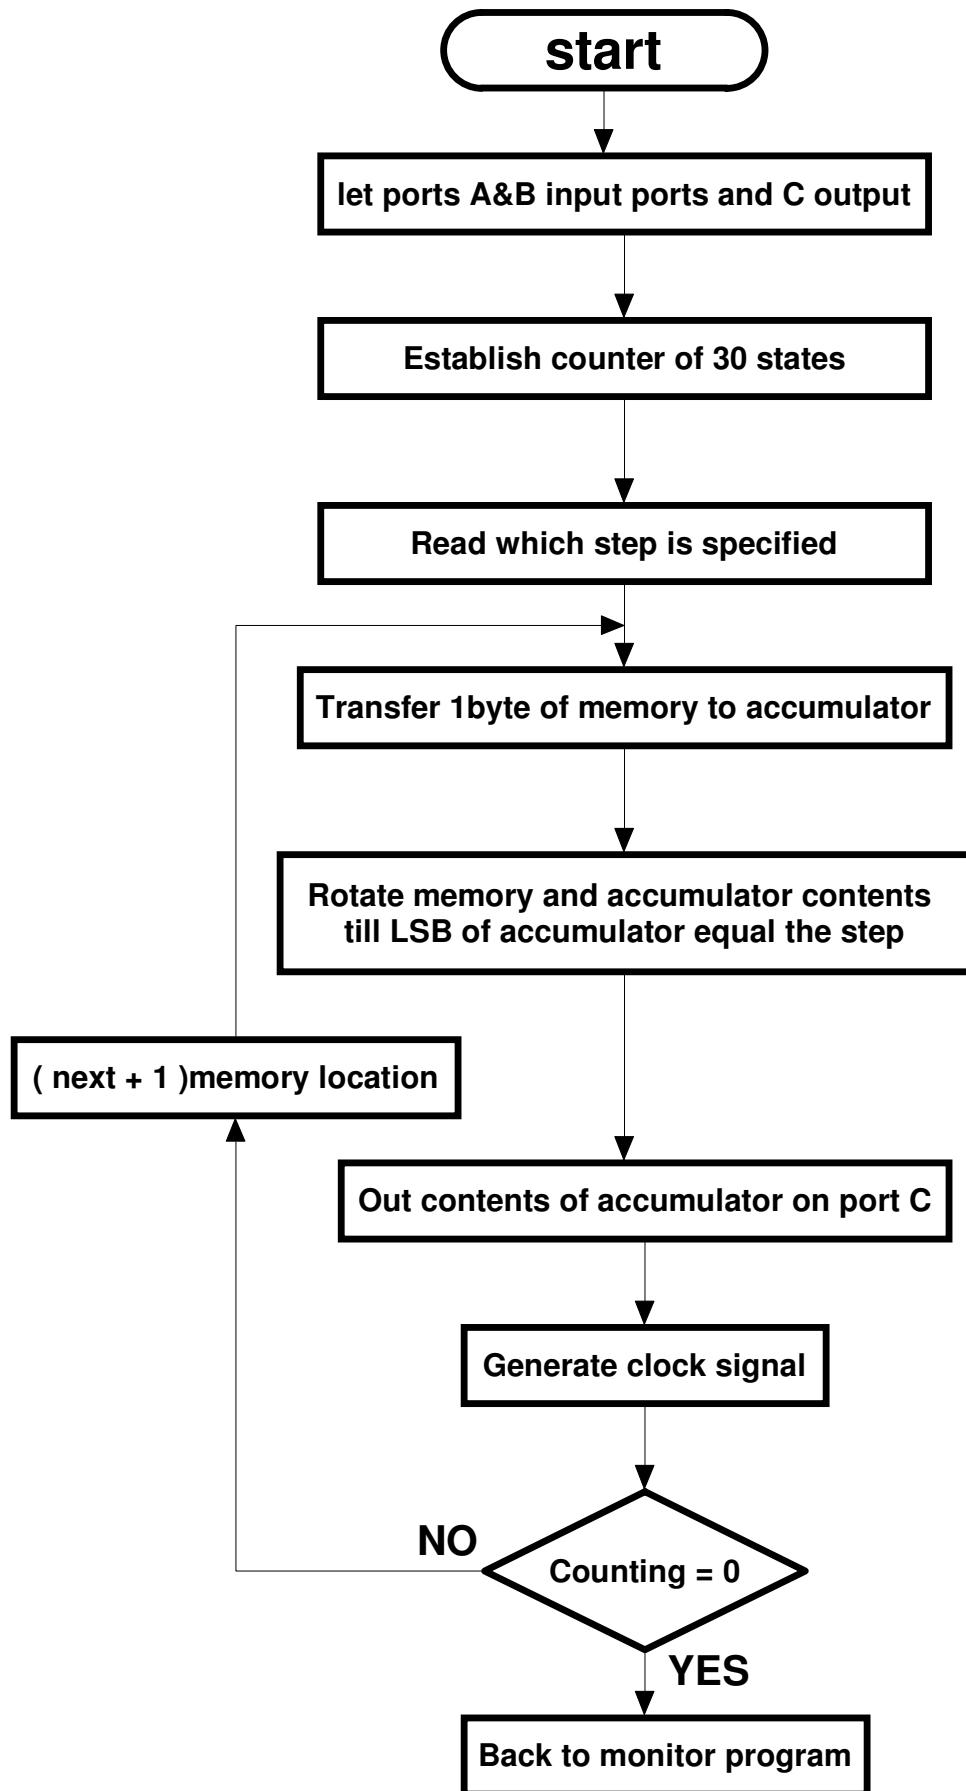 start
let ports A&B input ports and C output
Establish counter of 30 states
Read which step is specified
Transfer 1byte of memory to accumulator
Rotate memory and accumulator contents
till LSB of accumulator equal the step
( next + 1 )memory location
Out contents of accumulator on port C
Generate clock signal
NO
Counting = 0
YES
Back to monitor program